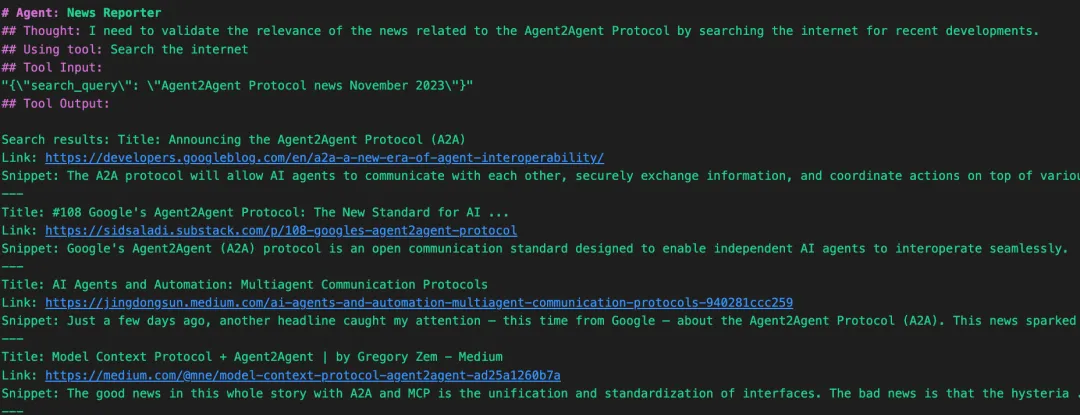 # Agent: News Reporter
## Thought: I need to validate the relevance of the news related to the Agent2Agent Protocol by searching the internet for recent developments.
## Using tool: Search the internet
## Tool Input:
"{\"search_query\": \"Agent2Agent Protocol news November 2023\"}"
## Tool Output:
Search results: Title: Announcing the Agent2Agent Protocol (A2A)
Link: https://developers.googleblog.com/en/a2a-a-new-era-of-agent-interoperability/
Snippet: The A2A protocol will allow AI agents to communicate with each other, securely exchange information, and coordinate actions on top of variou
---
Title: #108 Google's Agent2Agent Protocol: The New Standard for AI ...
Link: https://sidsaladi.substack.com/p/108-googles-agent2agent-protocol
Snippet: Google's Agent2Agent (A2A) protocol is an open communication standard designed to enable independent AI agents to interoperate seamlessly.
---
Title: AI Agents and Automation: Multiagent Communication Protocols
Link: https://jingdongsun.medium.com/ai-agents-and-automation-multiagent-communication-protocols-940281ccc259
Snippet: Just a few days ago, another headline caught my attention — this time from Google — about the Agent2Agent Protocol (A2A). This news sparked
---
Title: Model Context Protocol + Agent2Agent | by Gregory Zem - Medium
Link: https://medium.com/@mne/model-context-protocol-agent2agent-ad25a1260b7a
Snippet: The good news in this whole story with A2A and MCP is the unification and standardization of interfaces. The bad news is that the hysteria .
---